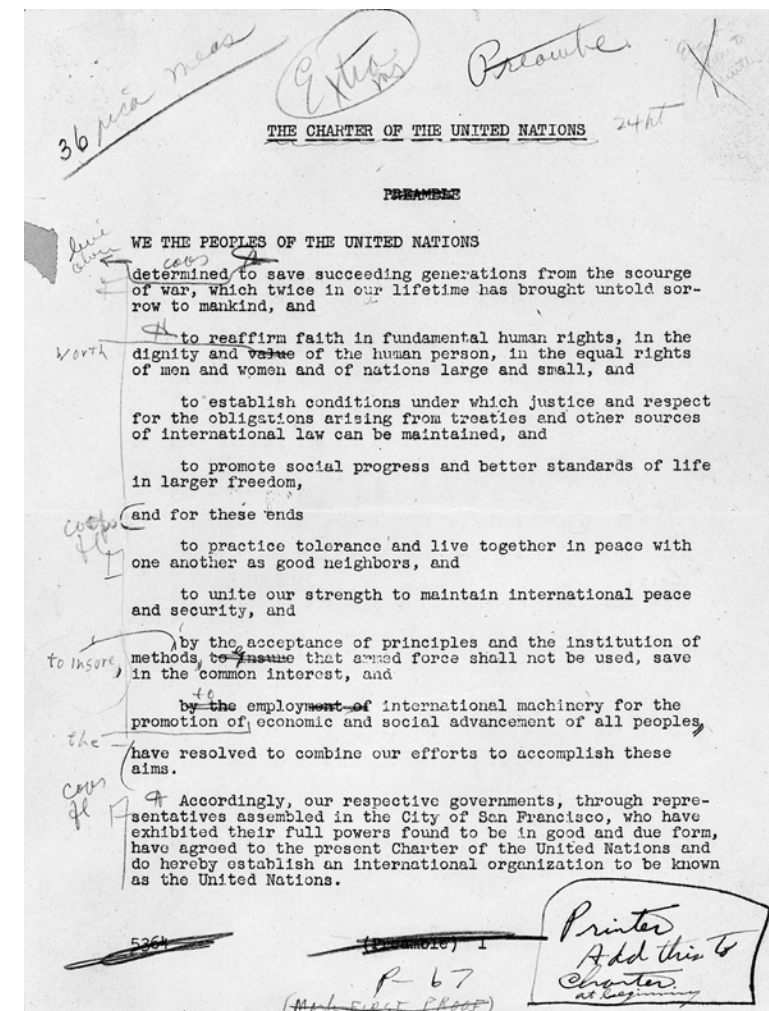 36 pica meas
Extra
ms
Preambe.
THE CHARTER OF THE UNITED NATIONS
24 pt
PREAMBLE
WE THE PEOPLES OF THE UNITED NATIONS
caps
determined to save succeeding generations from the scourge
of war, which twice in our lifetime has brought untold sor-
row to mankind, and
to reaffirm faith in fundamental human rights, in the
worth
dignity and value of the human person, in the equal rights
of men and women and of nations large and small, and
to establish conditions under which justice and respect
for the obligations arising from treaties and other sources
of international law can be maintained, and
to promote social progress and better standards of life
in larger freedom,
caps
fl
and for these ends
to practice tolerance and live together in peace with
one another as good neighbors, and
to unite our strength to maintain international peace
and security, and
by the acceptance of principles and the institution of
to insure,
methods, to insure that armed force shall not be used, save
in the common interest, and
to
by the employment of international machinery for the
promotion of economic and social advancement of all peoples,
the
have resolved to combine our efforts to accomplish these
aims.
caps
fl
Accordingly, our respective governments, through repre-
sentatives assembled in the City of San Francisco, who have
exhibited their full powers found to be in good and due form,
have agreed to the present Charter of the United Nations and
do hereby establish an international organization to be known
as the United Nations.
5364
(Preamble) 1
P-67
(Mark FIRST PROOF)
Printer
Add this to
Charter
at beginning